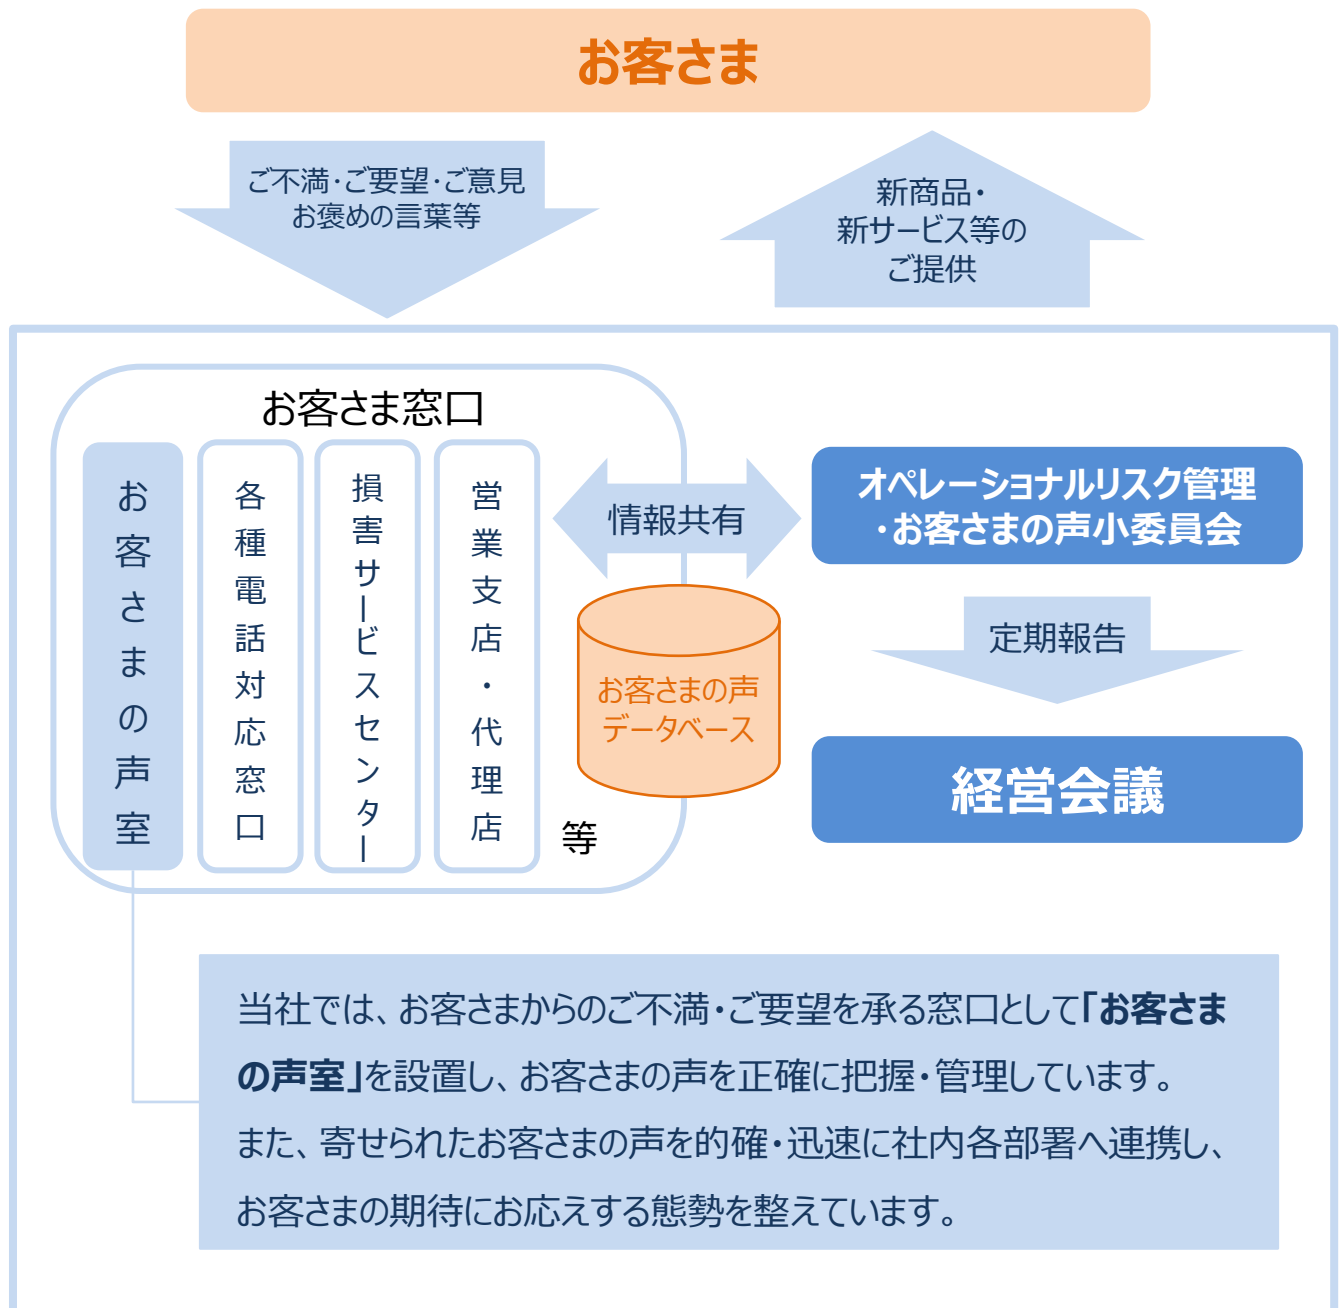 お客さま
ご不満・ご要望・ご意見
お褒めの言葉等
新商品・
新サービス等の
ご提供
お客さま窓口
お客さまの声室
各種電話対応窓口
損害サービスセンター
営業支店・代理店
等
情報共有
お客さまの声
データベース
オペレーショナルリスク管理
・お客さまの声小委員会
定期報告
経営会議
当社では、お客さまからのご不満・ご要望を承る窓口として「お客さま
の声室」を設置し、お客さまの声を正確に把握・管理しています。
また、寄せられたお客さまの声を的確・迅速に社内各部署へ連携し、
お客さまの期待にお応えする態勢を整えています。